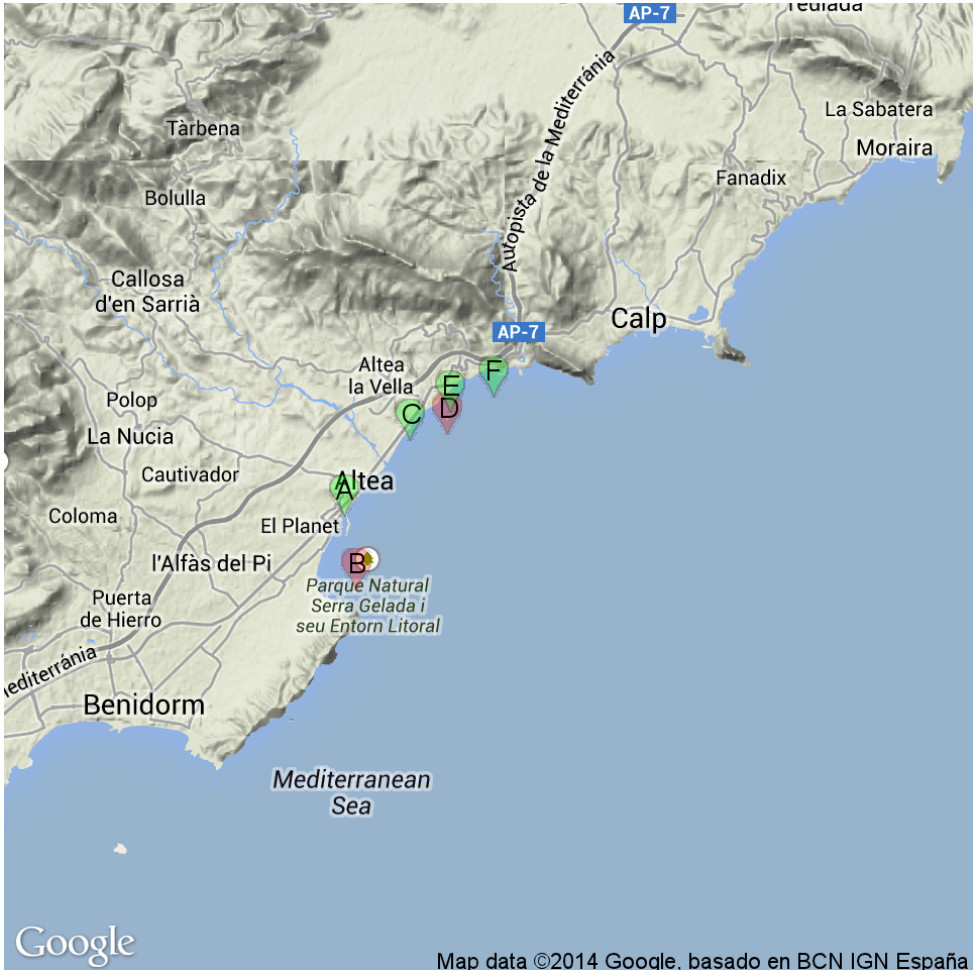 AP-7
Teulada
La Sabatera
Moraira
Tàrbena
Fanadix
Bolulla
Autopista de la Mediterránia
Callosa
d'en Sarrià
Calp
AP-7
Altea
la Vella
F
E
D
C
Polop
La Nucia
Cautivador
Altea
A
Coloma
El Planet
l'Alfàs del Pi
B
Parque Natural
Serra Gelada i
seu Entorn Litoral
Puerta
de Hierro
Benidorm
Mediterranean
Sea
Google
Map data ©2014 Google, basado en BCN IGN España